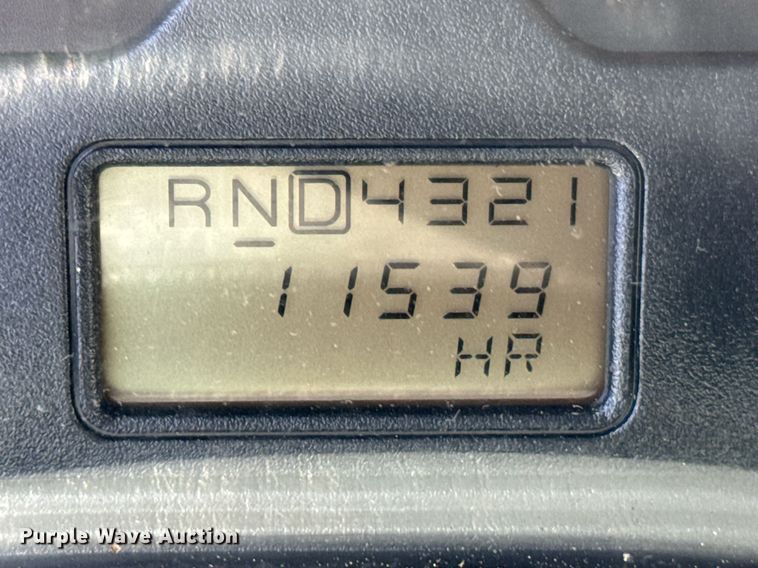 RND4321
11539
HR
Purple Wave Auction